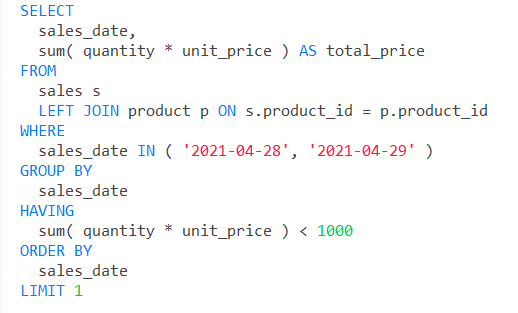 SELECT
  sales_date,
  sum( quantity * unit_price ) AS total_price
FROM
  sales s
  LEFT JOIN product p ON s.product_id = p.product_id
WHERE
  sales_date IN ( '2021-04-28', '2021-04-29' )
GROUP BY
  sales_date
HAVING
  sum( quantity * unit_price ) < 1000
ORDER BY
  sales_date
LIMIT 1